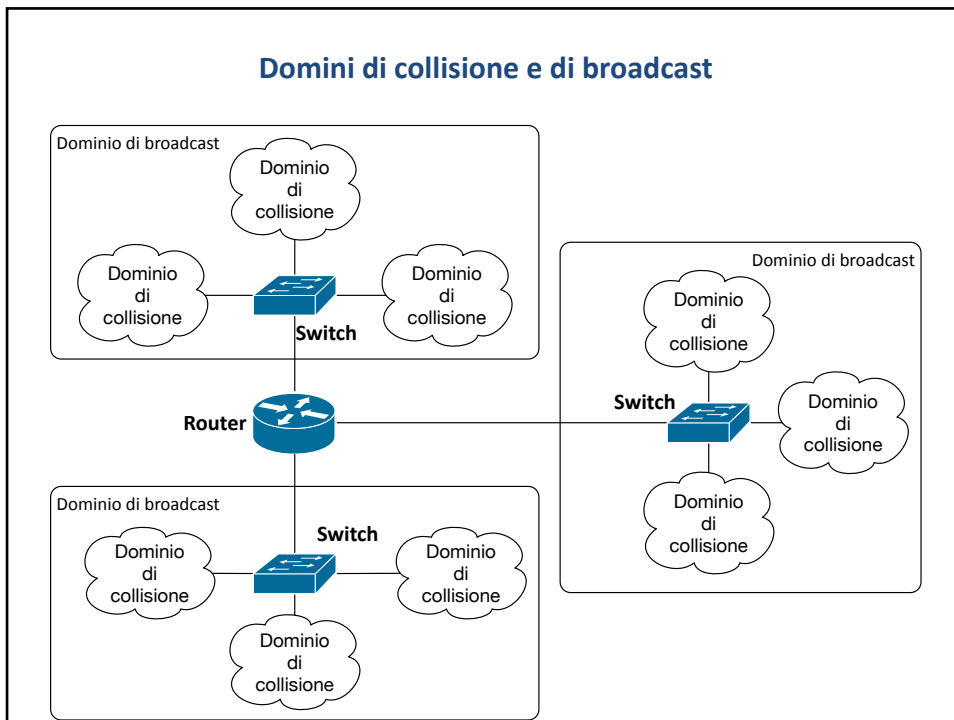 Domini di collisione e di broadcast
Dominio di broadcast
Dominio
di
collisione
Dominio
di
collisione
Dominio
di
collisione
Switch
Dominio di broadcast
Dominio
di
collisione
Switch
Dominio
di
collisione
Dominio
di
collisione
Router
Dominio di broadcast
Switch
Dominio
di
collisione
Dominio
di
collisione
Dominio
di
collisione